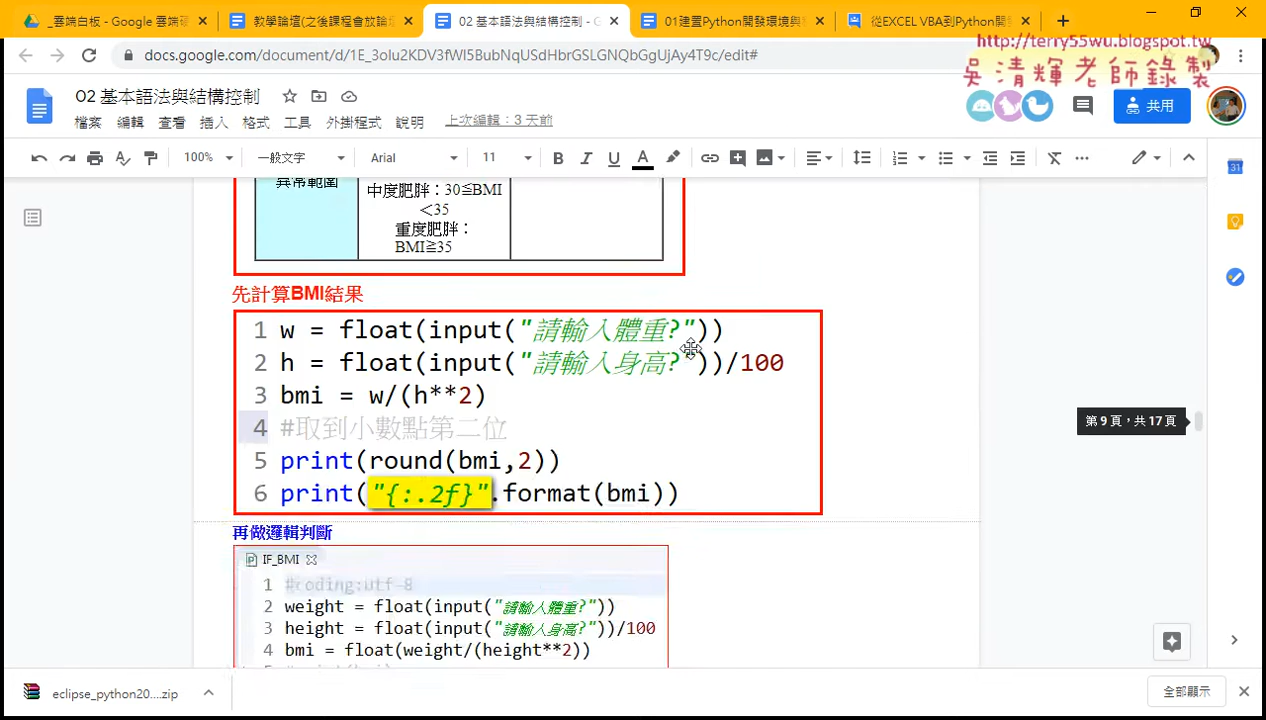 _雲端白板 - Google 雲端硬
教學論壇(之後課程會放論壇
02 基本語法與結構控制 - G
01建置Python開發環境與
從EXCEL VBA到Python開
docs.google.com/document/d/1E_3olu2KDV3fWI5BubNqUSdHbrGSLGNQbGgUjAy4T9c/edit#
http://terry55wu.blogspot.tw
吳清輝老師錄製
02 基本語法與結構控制
檔案 編輯 查看 插入 格式 工具 外掛程式 說明 上次編輯：3 天前
共用
100% 一般文字 Arial 11
31
異常範圍
中度肥胖：30≦BMI
＜35
重度肥胖：
BMI≧35
先計算BMI結果
1 w = float(input("請輸入體重?"))
2 h = float(input("請輸入身高?"))/100
3 bmi = w/(h**2)
4 #取到小數點第二位
5 print(round(bmi,2))
6 print("{:.2f}".format(bmi))
第 9 頁，共 17 頁
再做邏輯判斷
IF_BMI
1 #coding:utf-8
2 weight = float(input("請輸入體重?"))
3 height = float(input("請輸入身高?"))/100
4 bmi = float(weight/(height**2))
eclipse_python20....zip
全部顯示